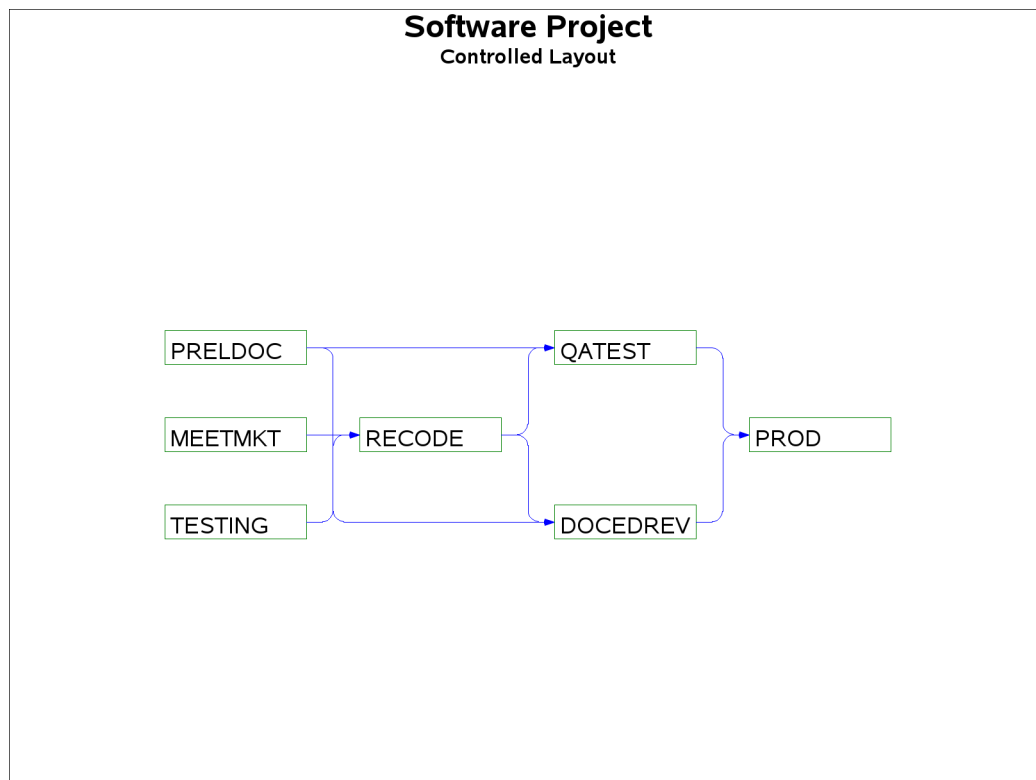 Software Project
Controlled Layout
PRELDOC
QATEST
MEETMKT
RECODE
PROD
TESTING
DOCEDREV